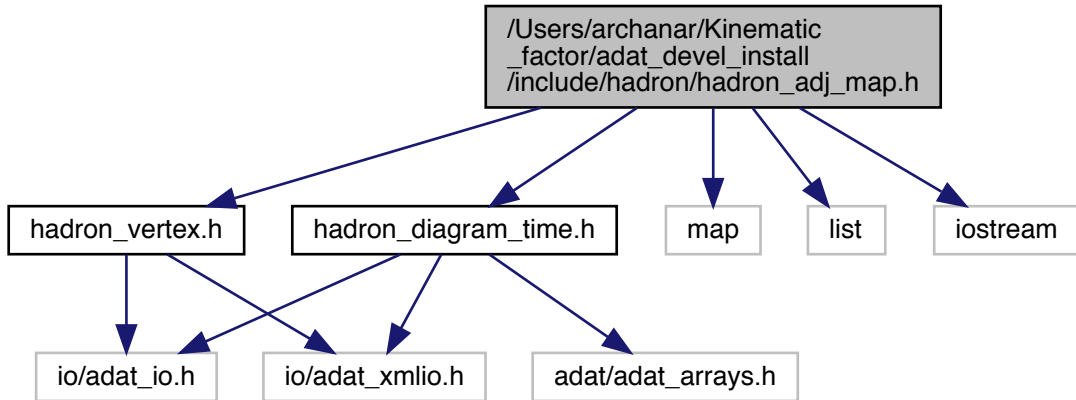 /Users/archanar/Kinematic
_factor/adat_devel_install
/include/hadron/hadron_adj_map.h
hadron_vertex.h
hadron_diagram_time.h
map
list
iostream
io/adat_io.h
io/adat_xmlio.h
adat/adat_arrays.h